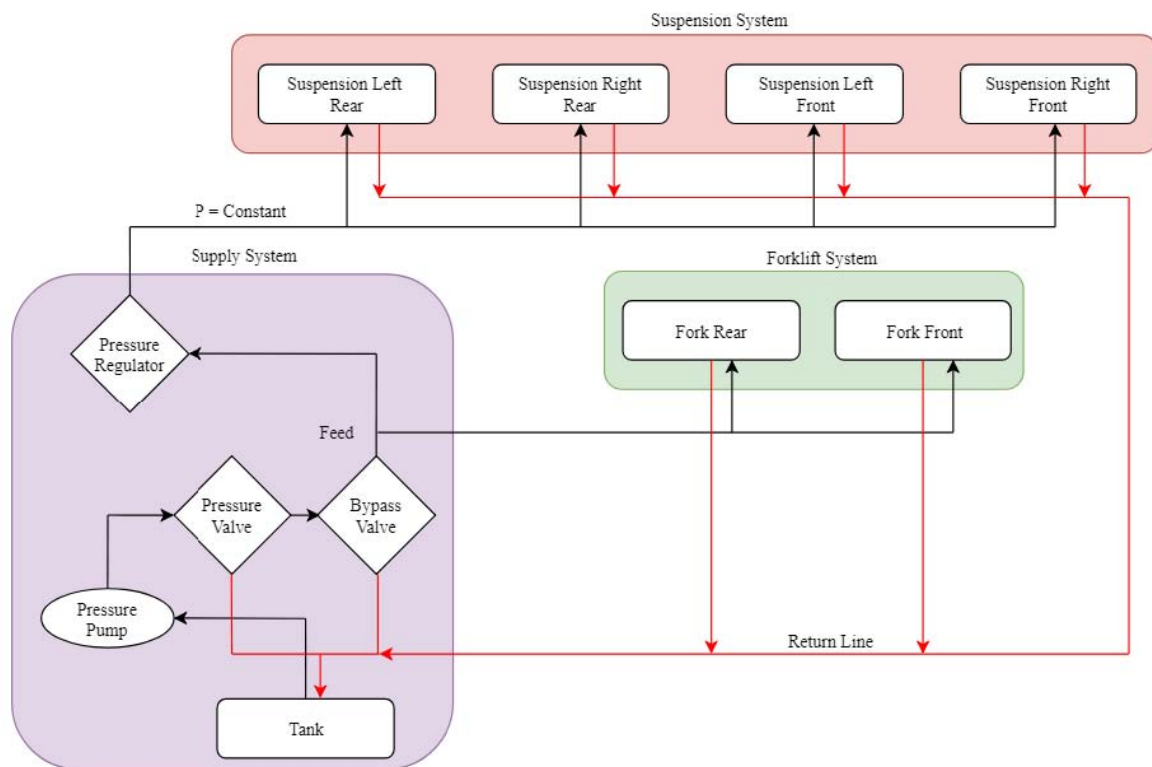 Suspension System
Suspension Left
Rear
Suspension Right
Rear
Suspension Left
Front
Suspension Right
Front
P = Constant
Supply System
Forklift System
Pressure
Regulator
Fork Rear
Fork Front
Feed
Pressure
Valve
Bypass
Valve
Pressure
Pump
Return Line
Tank